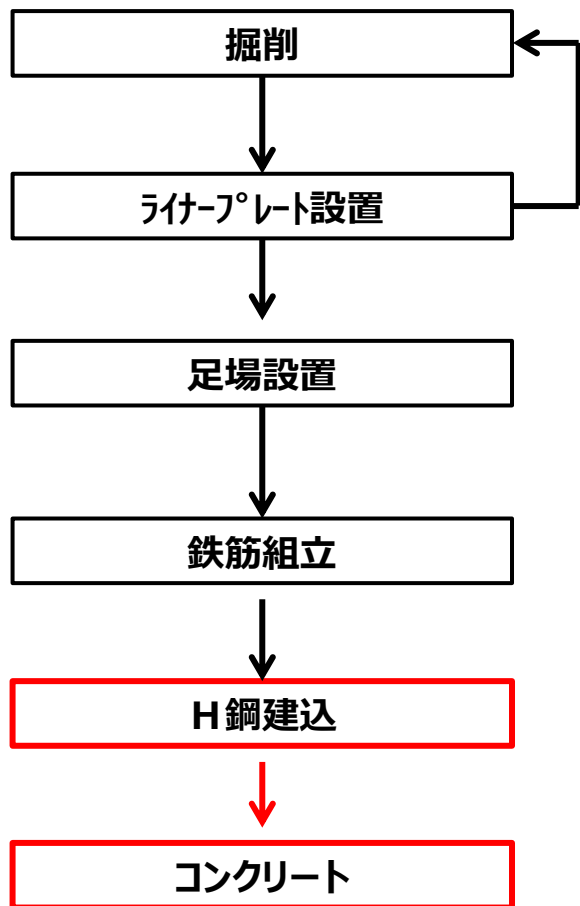 掘削
ﾗｲﾅｰﾌﾟﾚｰﾄ設置
足場設置
鉄筋組立
H鋼建込
コンクリート